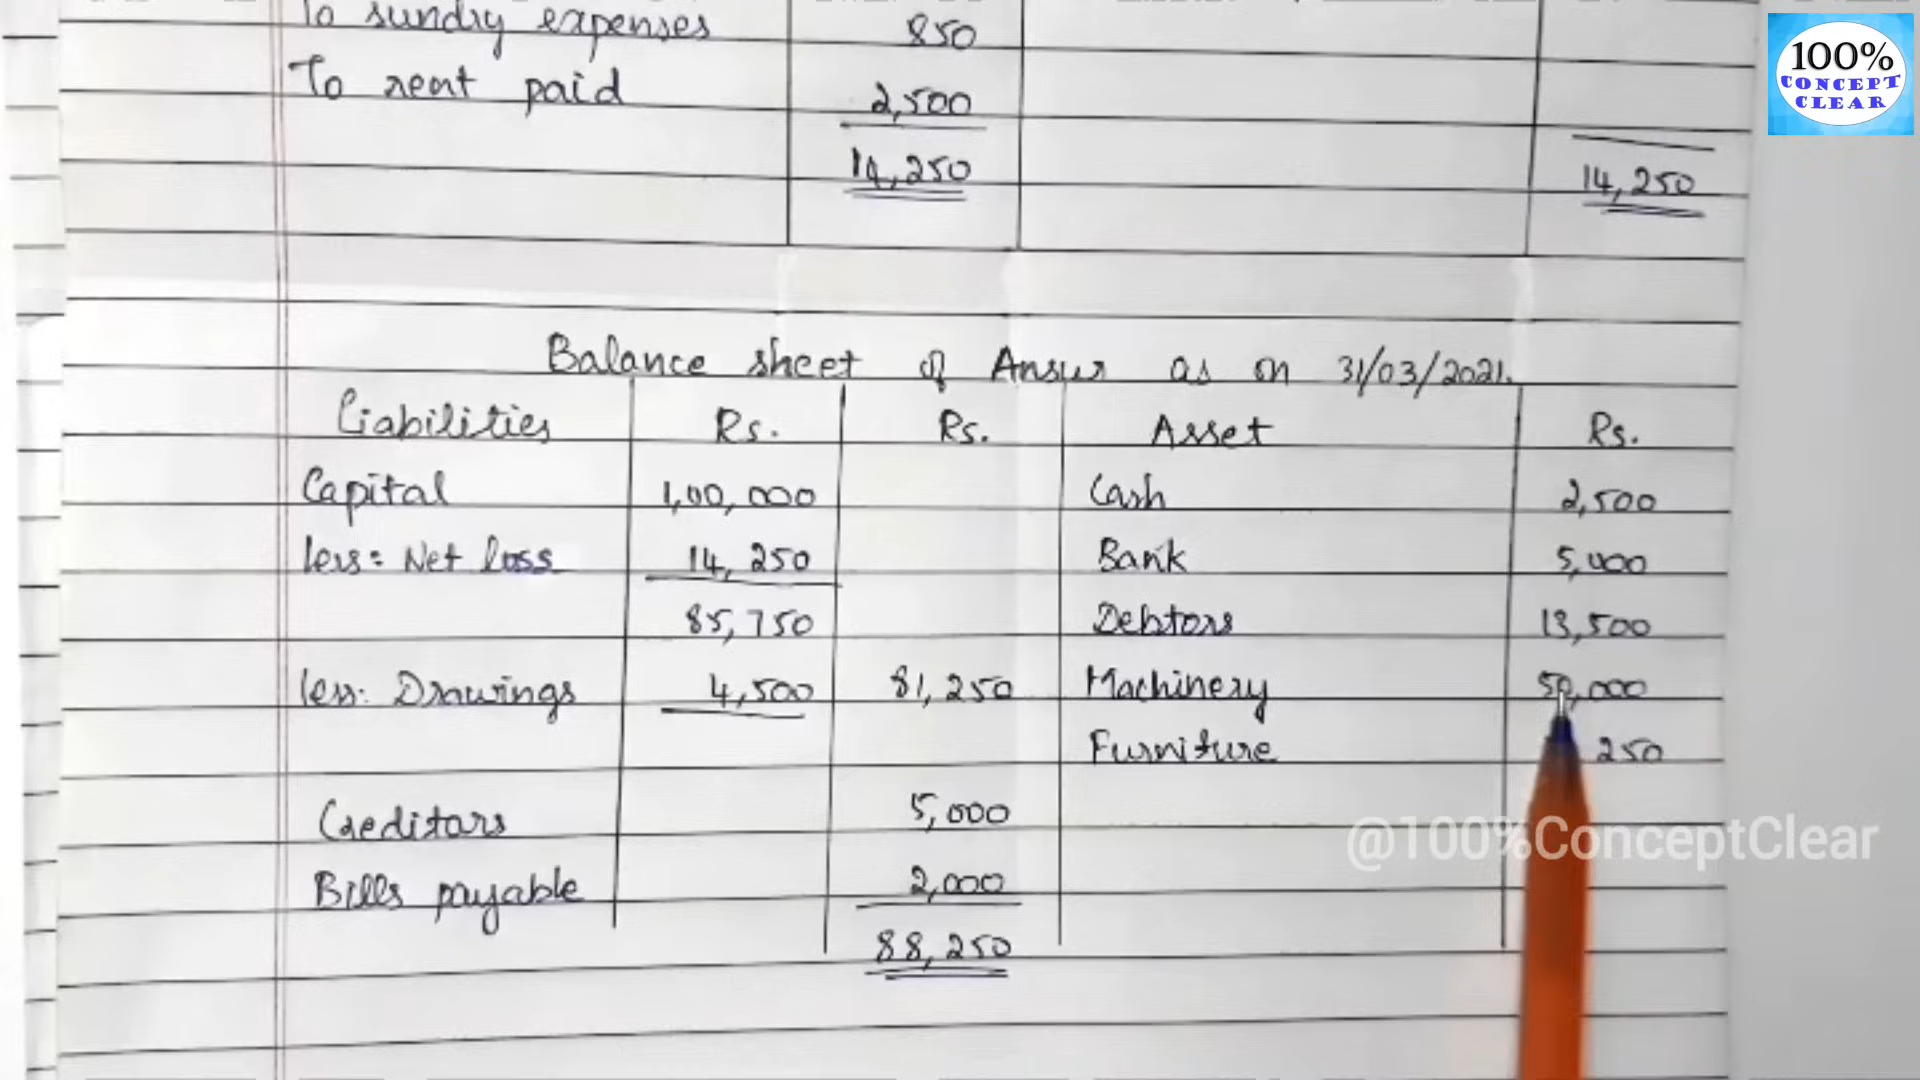 To sundry expenses 850
To rent paid 2,500
14,250 14,250
Balance sheet of Ansur as on 31/03/2021.
Liabilities Rs. Rs. Asset Rs.
Capital 1,00,000 Cash 2,500
less: Net loss 14,250 Bank 5,000
85,750 Debtors 13,500
less: Drawings 4,500 81,250 Machinery 50,000
Furniture 250
Creditars 5,000
Bills payable 2,000
88,250
100%
CONCEPT
CLEAR
@100%ConceptClear